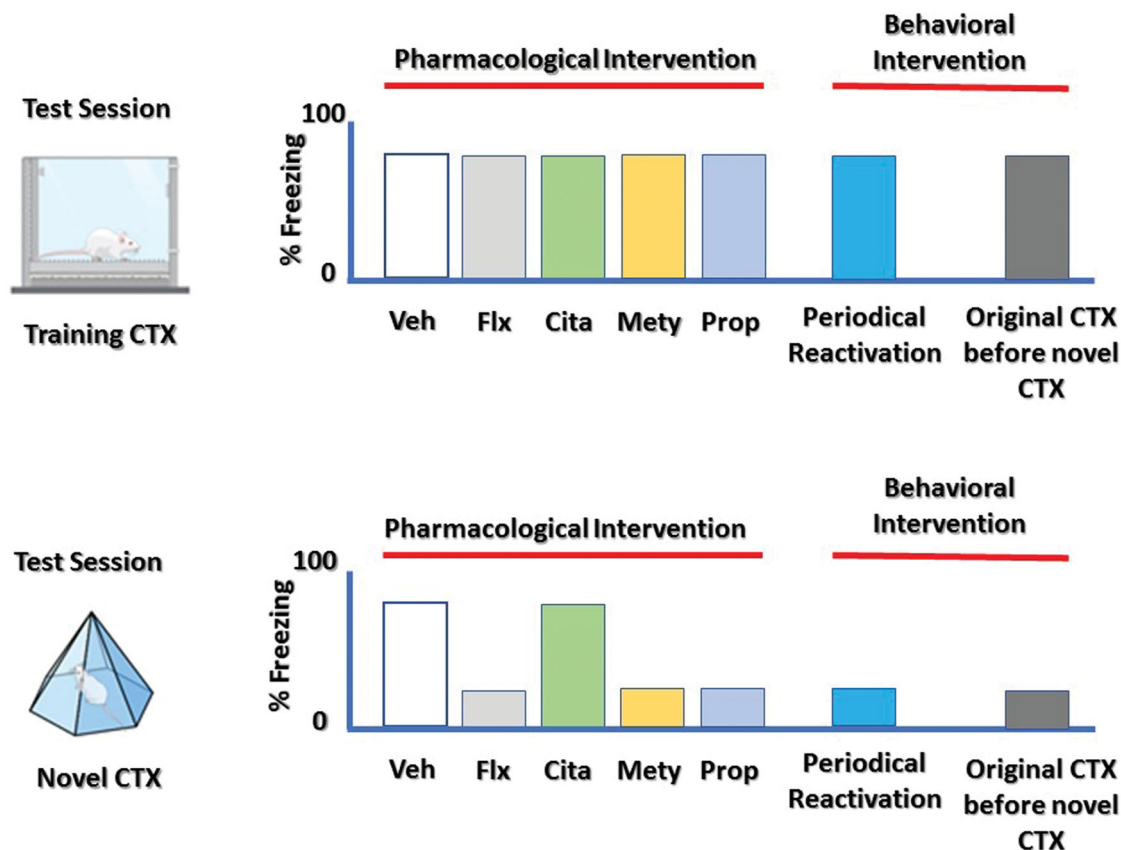 Behavioral
Intervention
Pharmacological Intervention
Test Session
100
% Freezing
0
Training CTX
Veh Flx Cita Mety Prop
Periodical
Reactivation
Original CTX
before novel
CTX
Behavioral
Intervention
Pharmacological Intervention
Test Session
100
% Freezing
0
Novel CTX
Veh Flx Cita Mety Prop
Periodical
Reactivation
Original CTX
before novel
CTX